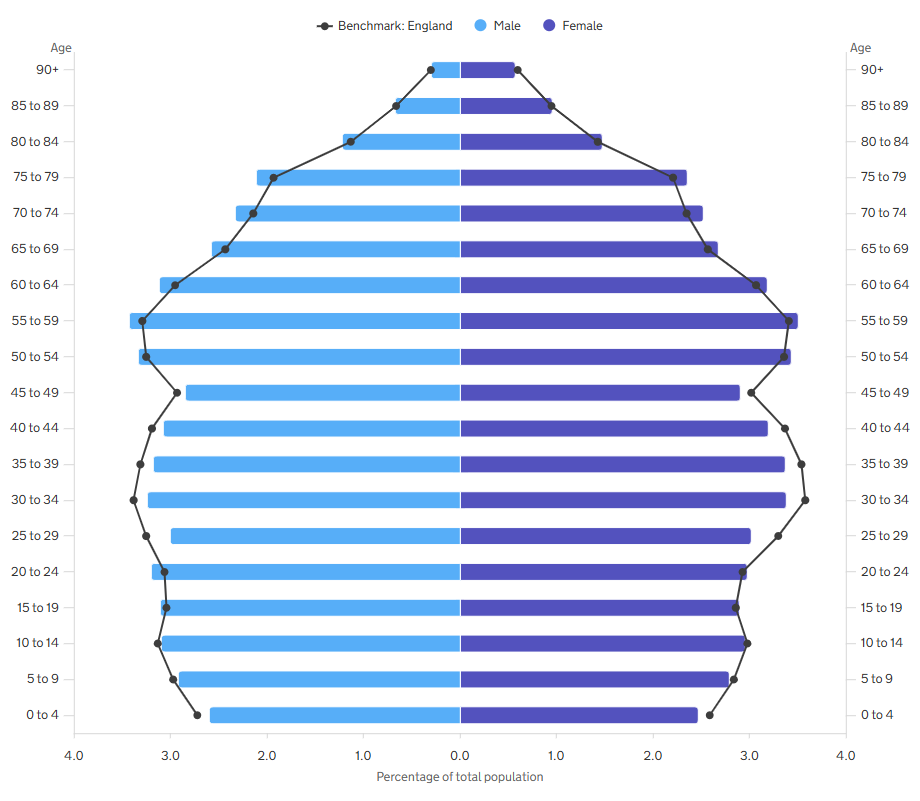 Benchmark: England Male Female
Age Age
90+ 90+
85 to 89 85 to 89
80 to 84 80 to 84
75 to 79 75 to 79
70 to 74 70 to 74
65 to 69 65 to 69
60 to 64 60 to 64
55 to 59 55 to 59
50 to 54 50 to 54
45 to 49 45 to 49
40 to 44 40 to 44
35 to 39 35 to 39
30 to 34 30 to 34
25 to 29 25 to 29
20 to 24 20 to 24
15 to 19 15 to 19
10 to 14 10 to 14
5 to 9 5 to 9
0 to 4 0 to 4
4.0 3.0 2.0 1.0 0.0 1.0 2.0 3.0 4.0
Percentage of total population